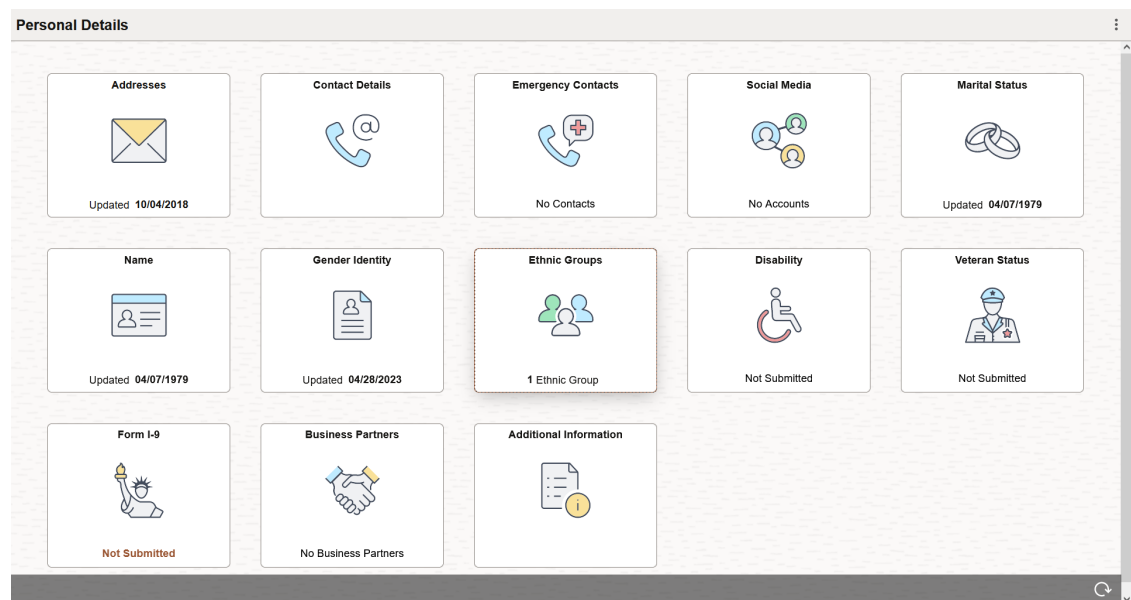 Personal Details
Addresses
Updated 10/04/2018
Contact Details
@
Emergency Contacts
No Contacts
Social Media
No Accounts
Marital Status
Updated 04/07/1979
Name
Updated 04/07/1979
Gender Identity
Updated 04/28/2023
Ethnic Groups
1 Ethnic Group
Disability
Not Submitted
Veteran Status
Not Submitted
Form I-9
Not Submitted
Business Partners
No Business Partners
Additional Information
i